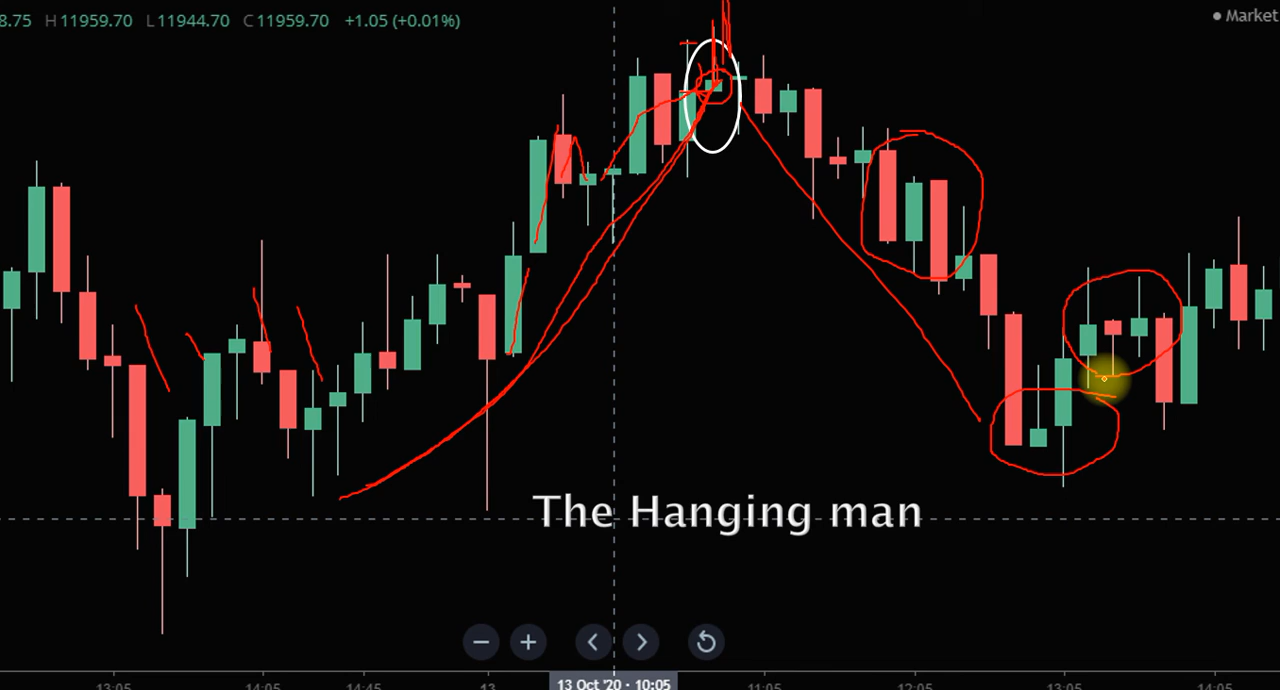 8.75 H11959.70 L11944.70 C11959.70 +1.05 (+0.01%)
Market
The Hanging man
13:05 14:05 14:45 13 13 Oct '20 · 10:05 11:05 12:05 13:05 14:05